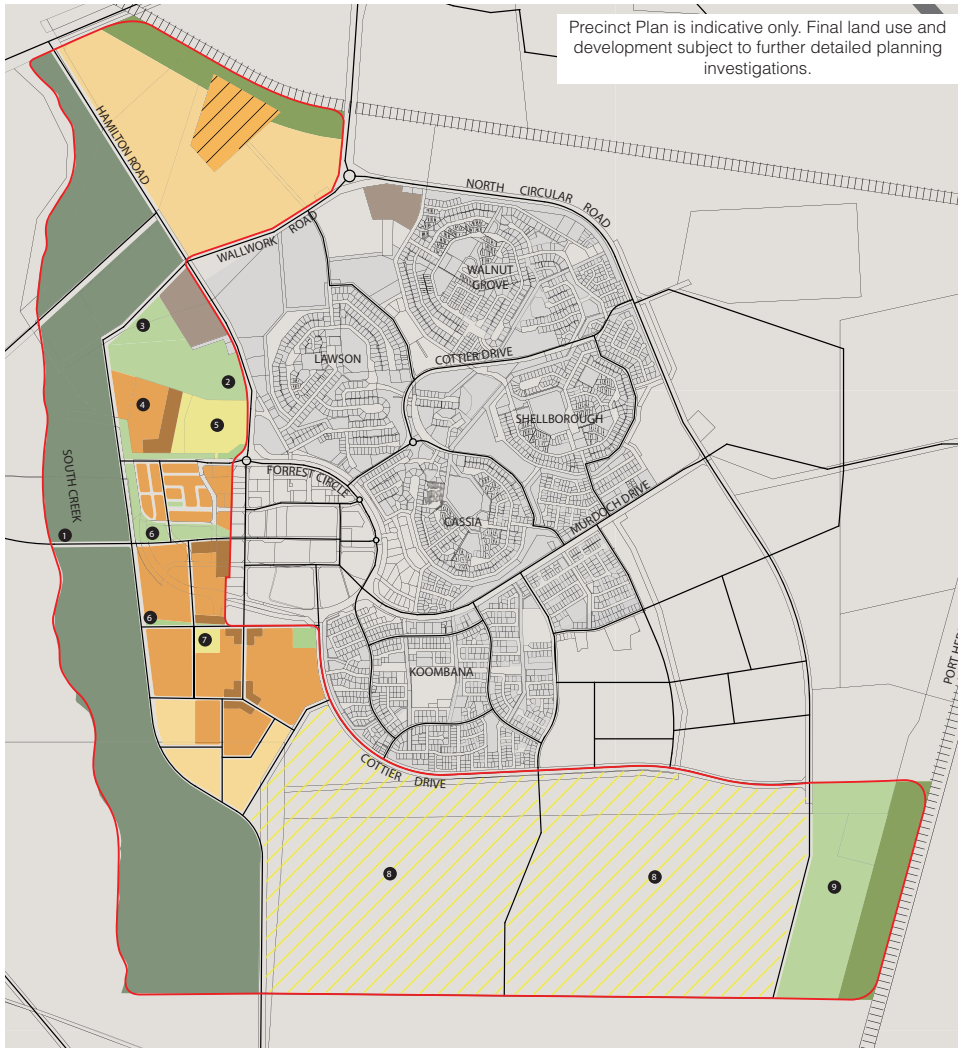 Precinct Plan is indicative only. Final land use and
development subject to further detailed planning
investigations.
HAMILTON ROAD
NORTH CIRCULAR ROAD
WALLWORK ROAD
WALNUT
GROVE
3
LAWSON
COTTIER DRIVE
2
4
5
SHELLBOROUGH
SOUTH CREEK
FORREST CIRCLE
CASSIA
MURDOCH DRIVE
1
6
6
7
KOOMBANA
PORT
COTTIER DRIVE
8
8
9